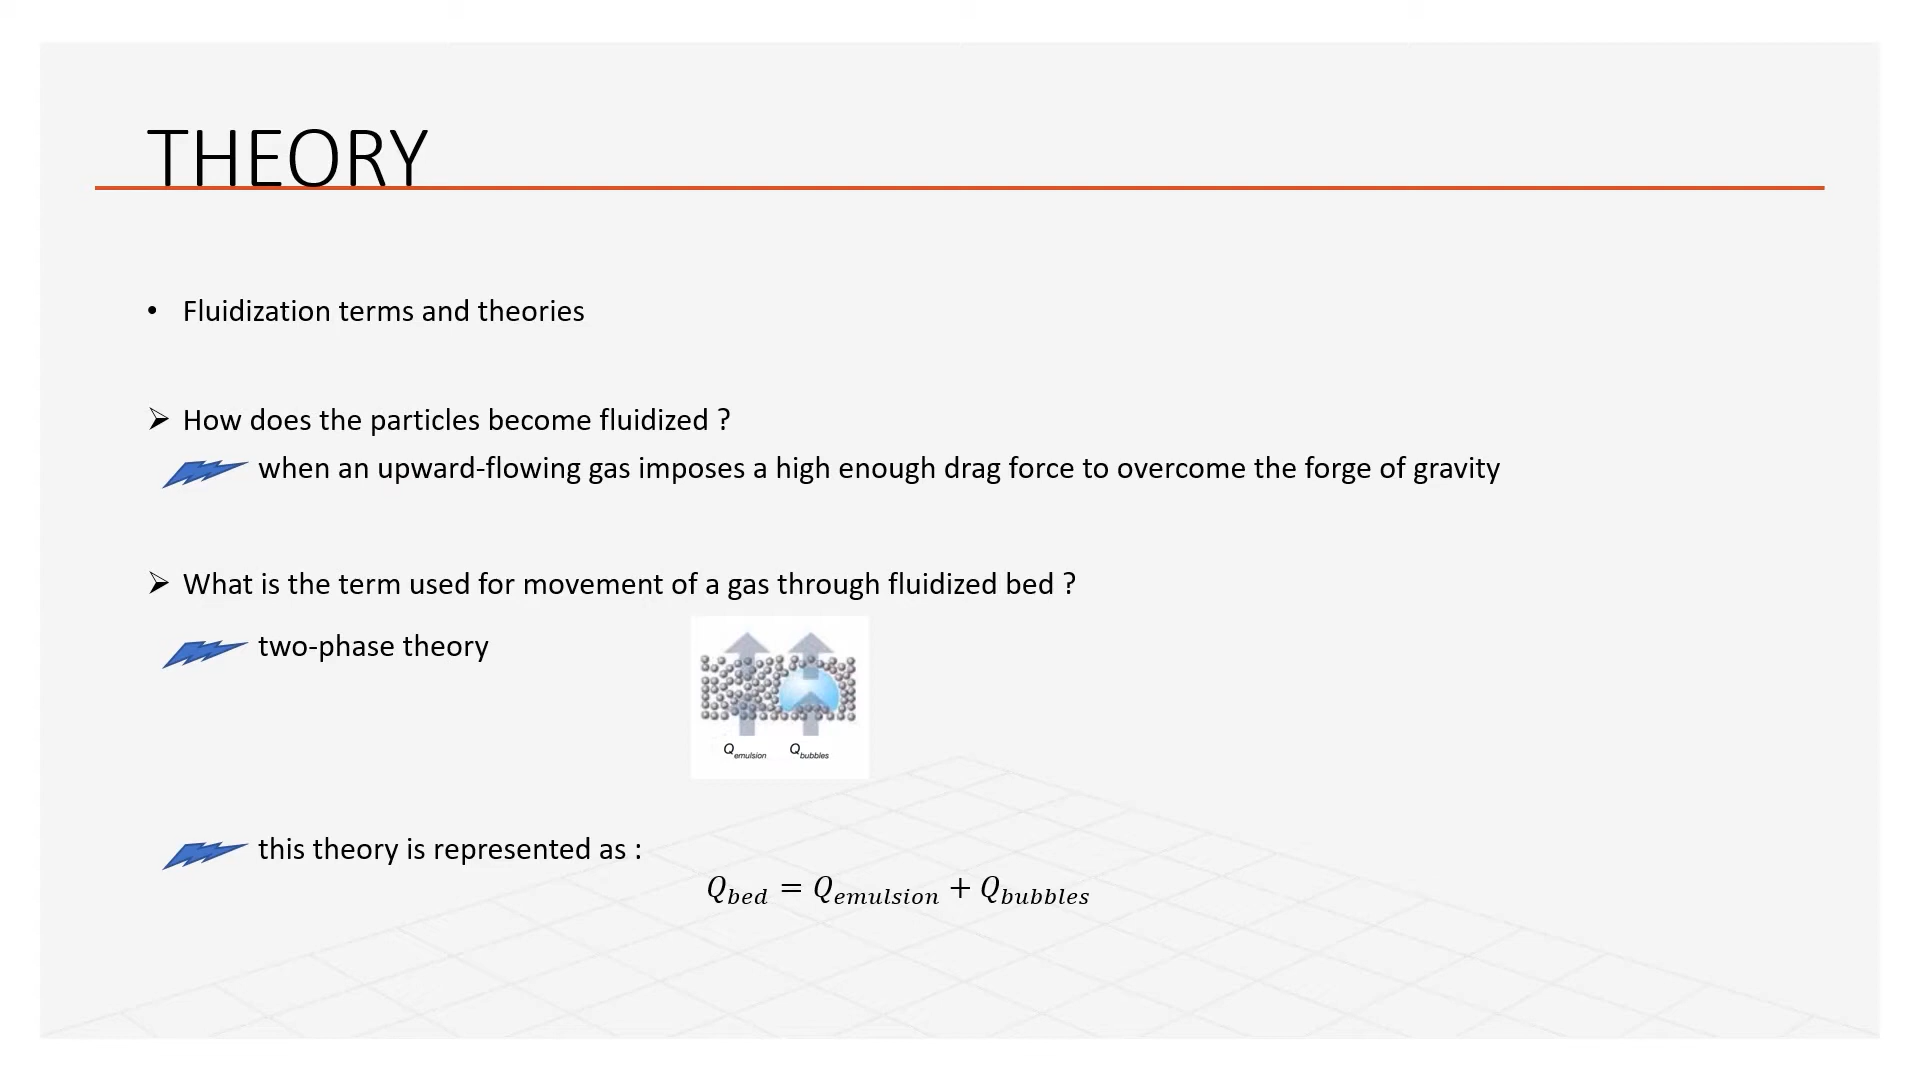 THEORY
• Fluidization terms and theories
➢ How does the particles become fluidized ?
when an upward-flowing gas imposes a high enough drag force to overcome the forge of gravity
➢ What is the term used for movement of a gas through fluidized bed ?
two-phase theory
Qemulsion Qbubbles
this theory is represented as :
Qbed = Qemulsion + Qbubbles